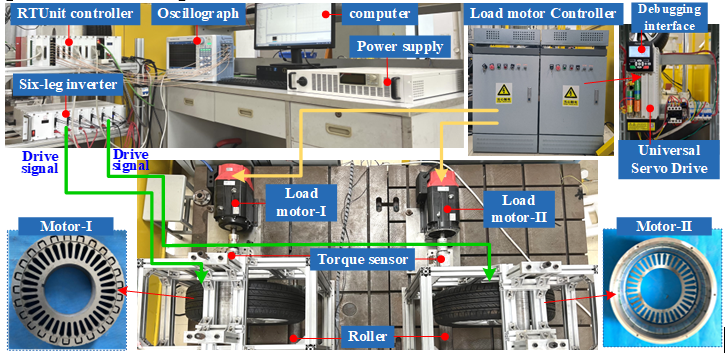 RTUnit controller
Oscillograph
computer
Load motor Controller
Debugging
interface
Power supply
Six-leg inverter
Drive
signal
Drive
signal
Universal
Servo Drive
Load
motor-I
Load
motor-II
Motor-I
Motor-II
Torque sensor
Roller